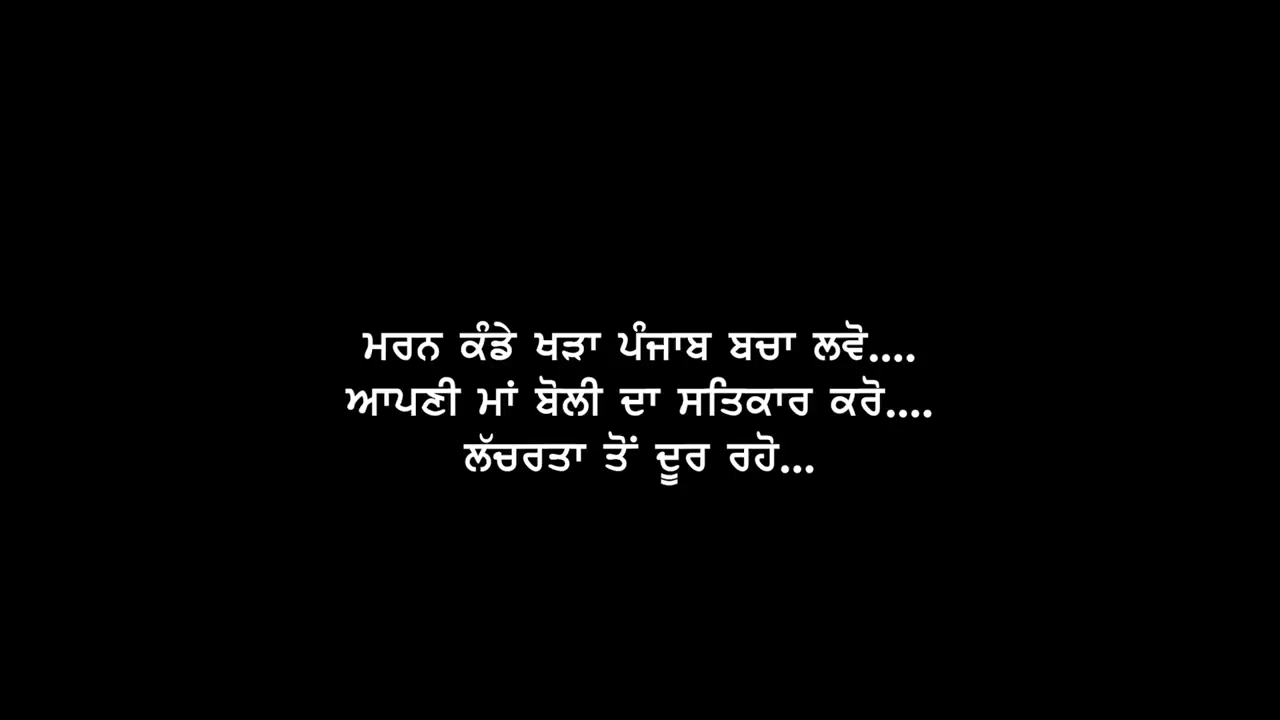 ਮਰਨ ਕੰਡੇ ਖੜਾ ਪੰਜਾਬ ਬਚਾ ਲਵੋ....
ਆਪਣੀ ਮਾਂ ਬੋਲੀ ਦਾ ਸਤਿਕਾਰ ਕਰੋ....
ਲੱਚਰਤਾ ਤੋਂ ਦੂਰ ਰਹੋ...